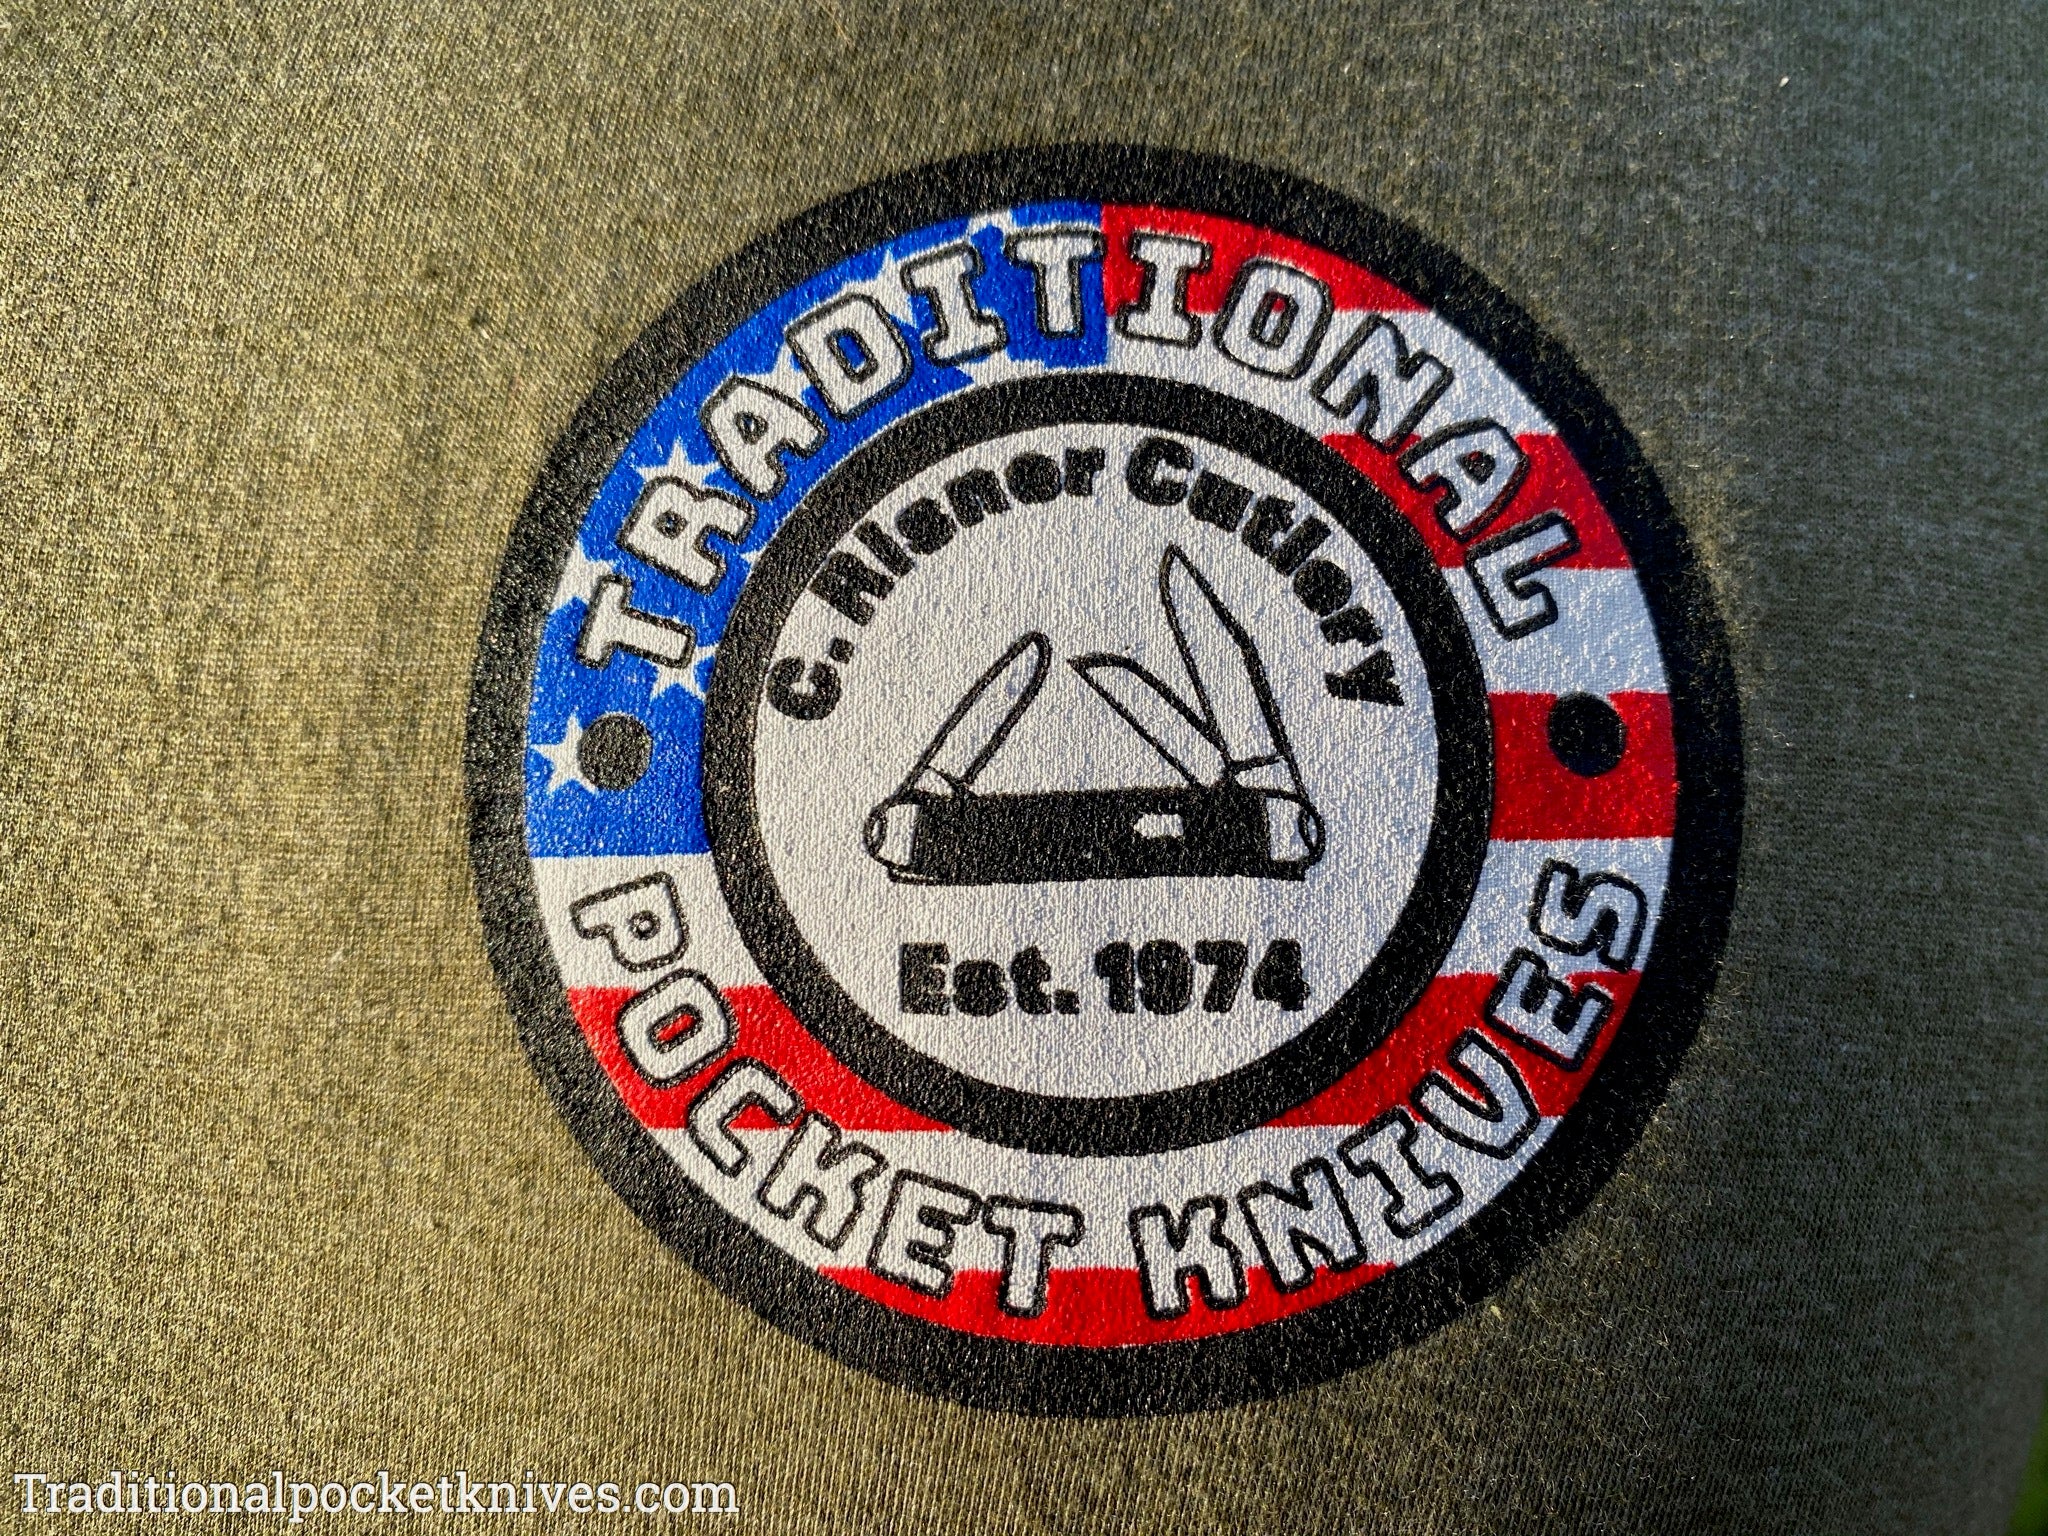 TRADITIONAL
C. Risner Cutlery
Est. 1974
POCKET KNIVES
Traditionalpocketknives.com